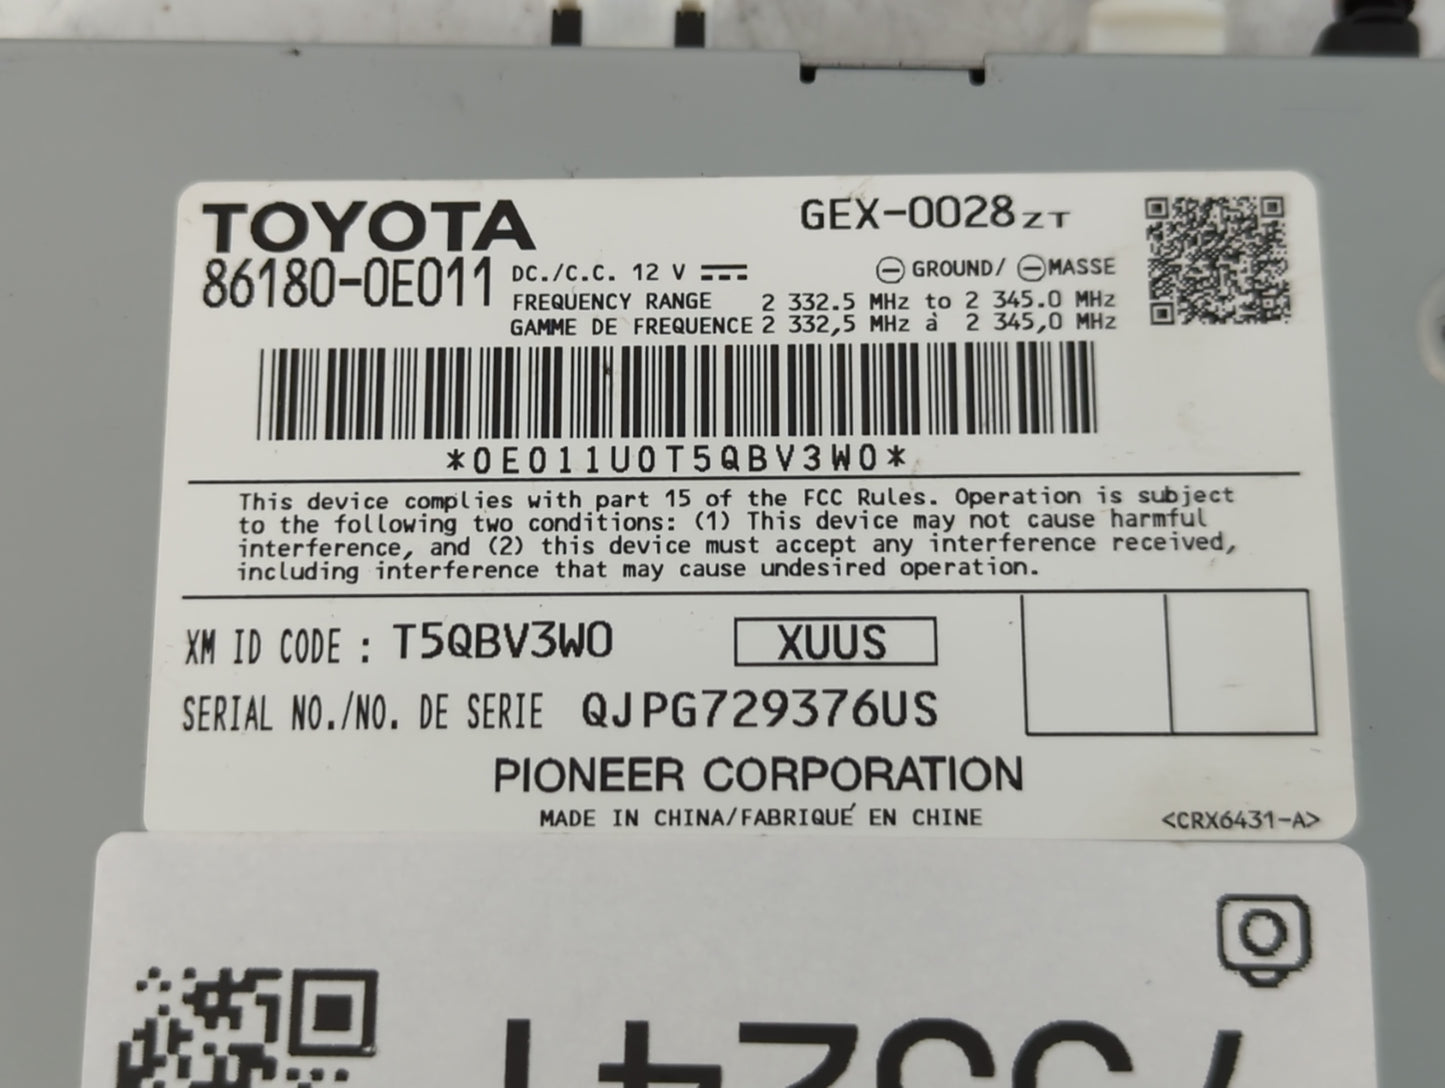 TOYOTA
GEX-0028ZT
86180-0E011
DC./C.C. 12 V
GROUND/ MASSE
FREQUENCY RANGE 2 332.5 MHz to 2 345.0 MHz
GAMME DE FREQUENCE 2 332,5 MHz à 2 345,0 MHz
*0E011U0T5QBV3W0*
This device complies with part 15 of the FCC Rules. Operation is subject
to the following two conditions: (1) This device may not cause harmful
interference, and (2) this device must accept any interference received,
including interference that may cause undesired operation.
XM ID CODE : T5QBV3W0
XUUS
SERIAL NO./NO. DE SERIE QJPG729376US
PIONEER CORPORATION
MADE IN CHINA/FABRIQUÉ EN CHINE
<CRX6431-A>